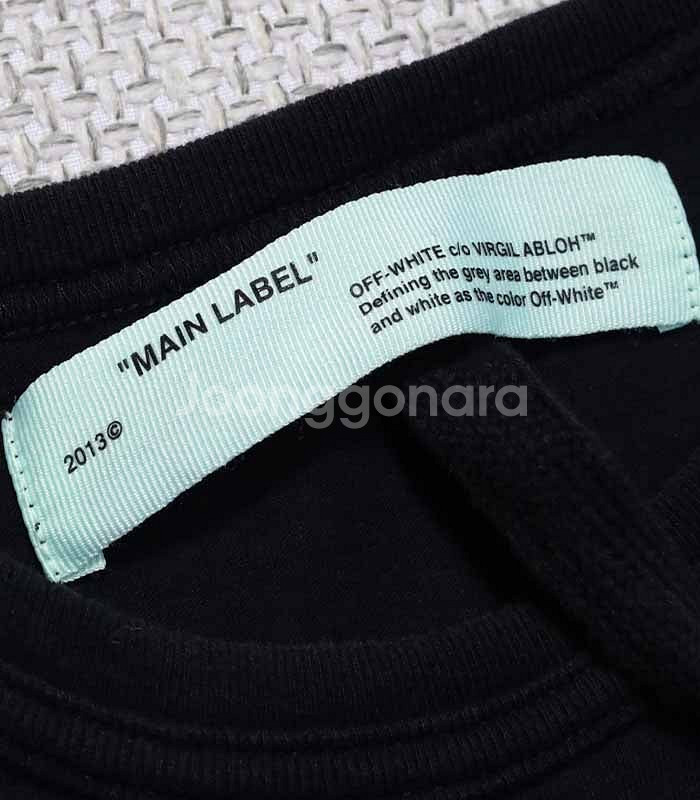 "MAIN LABEL"
2013©
OFF-WHITE c/o VIRGIL ABLOH™
Defining the grey area between black
and white as the color Off-White™
Joonggonara